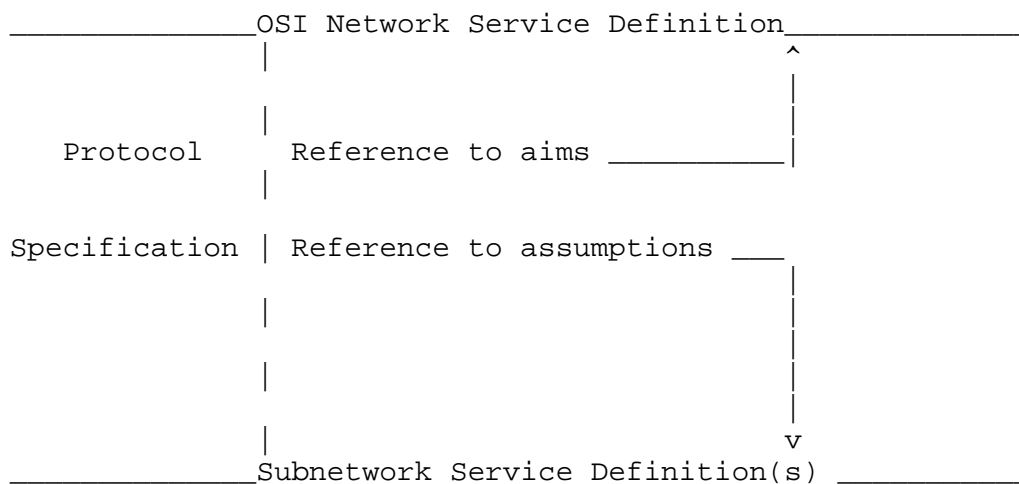 OSI Network Service Definition
Protocol Reference to aims
Specification Reference to assumptions
Subnetwork Service Definition(s)